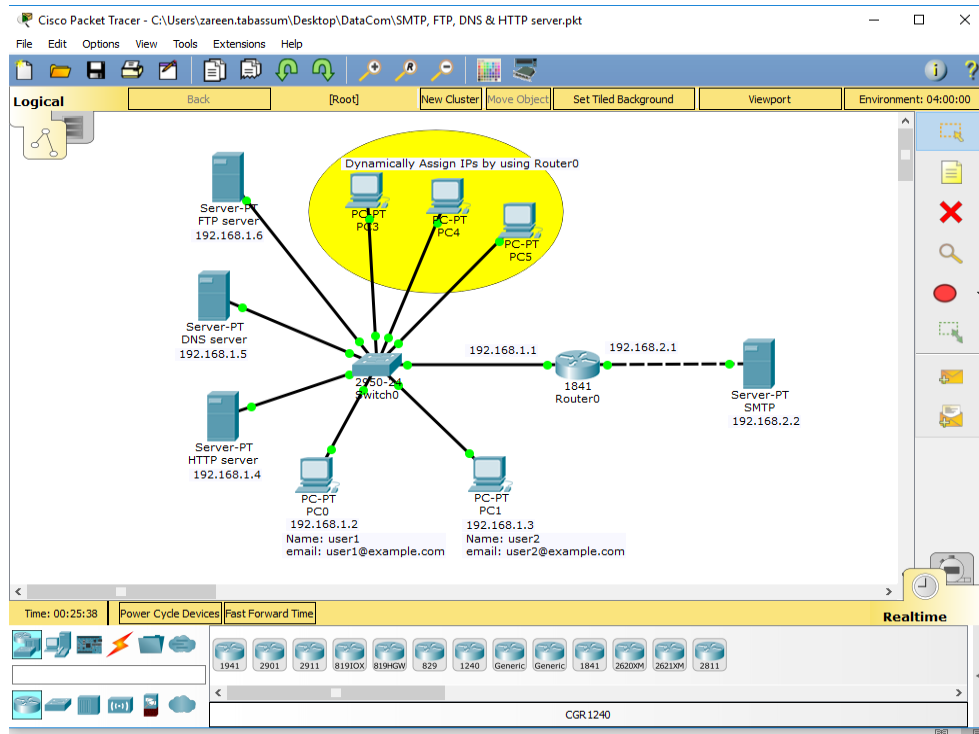 Cisco Packet Tracer - C:\Users\zareen.tabassum\Desktop\DataCom\SMTP, FTP, DNS & HTTP server.pkt
File Edit Options View Tools Extensions Help
Logical
Back
[Root]
New Cluster
Move Object
Set Tiled Background
Viewport
Environment: 04:00:00
Dynamically Assign IPs by using Router0
Server-PT
FTP server
192.168.1.6
PC-PT
PC3
PC-PT
PC4
PC-PT
PC5
Server-PT
DNS server
192.168.1.5
2950-24
Switch0
192.168.1.1
192.168.2.1
1841
Router0
Server-PT
SMTP
192.168.2.2
Server-PT
HTTP server
192.168.1.4
PC-PT
PC0
192.168.1.2
Name: user1
email: user1@example.com
PC-PT
PC1
192.168.1.3
Name: user2
email: user2@example.com
Time: 00:25:38
Power Cycle Devices
Fast Forward Time
Realtime
1941
2901
2911
819IOX
819HGW
829
1240
Generic
Generic
1841
2620XM
2621XM
2811
CGR1240